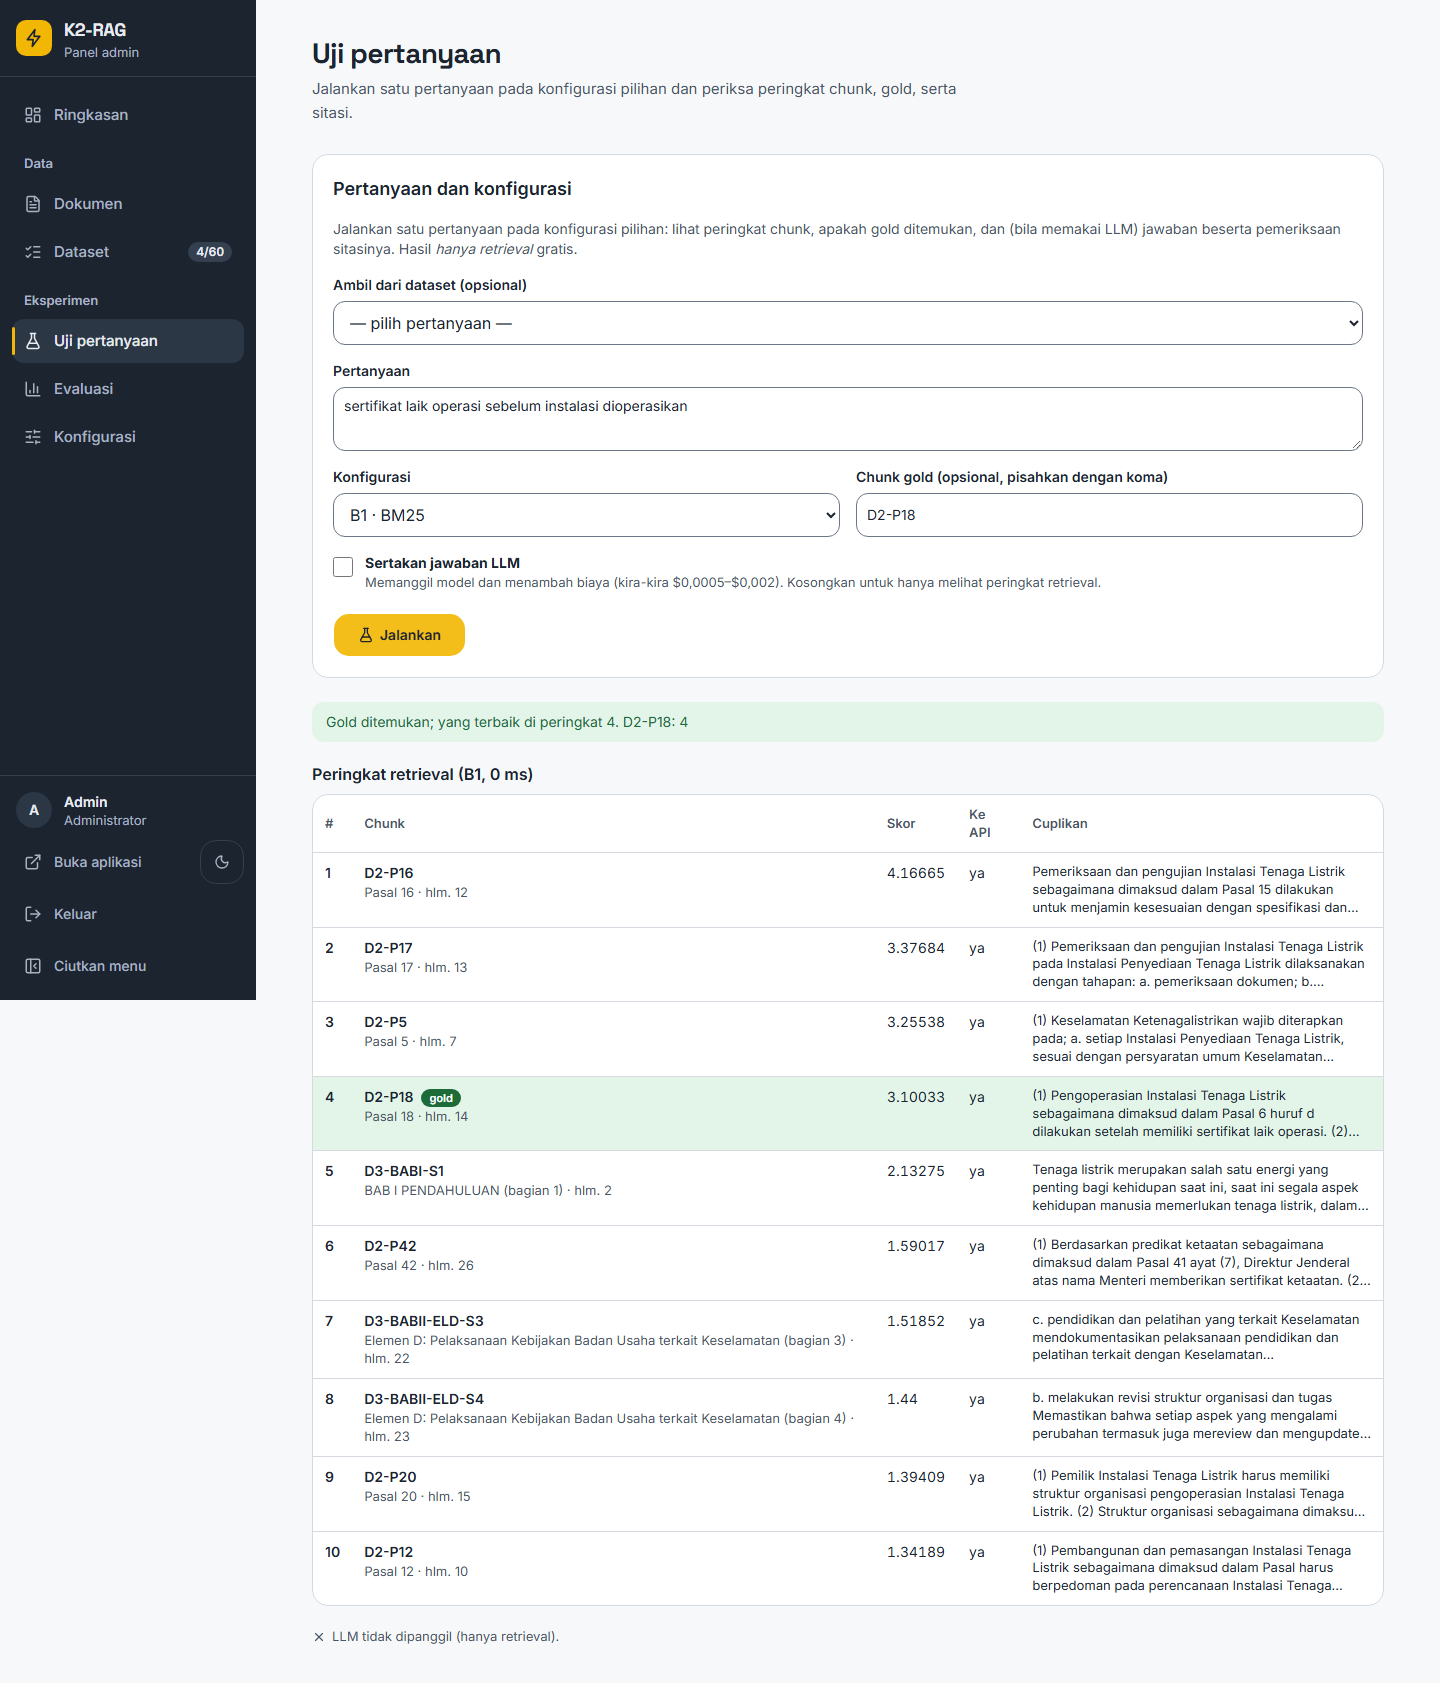 K2-RAG
Panel admin
Ringkasan
Data
Dokumen
Dataset 4/60
Eksperimen
Uji pertanyaan
Evaluasi
Konfigurasi
A Admin
Administrator
Buka aplikasi
Keluar
Ciutkan menu
Uji pertanyaan
Jalankan satu pertanyaan pada konfigurasi pilihan dan periksa peringkat chunk, gold, serta
sitasi.
Pertanyaan dan konfigurasi
Jalankan satu pertanyaan pada konfigurasi pilihan: lihat peringkat chunk, apakah gold ditemukan, dan (bila memakai LLM) jawaban beserta pemeriksaan
sitasinya. Hasil hanya retrieval gratis.
Ambil dari dataset (opsional)
— pilih pertanyaan —
Pertanyaan
sertifikat laik operasi sebelum instalasi dioperasikan
Konfigurasi
B1 · BM25
Chunk gold (opsional, pisahkan dengan koma)
D2-P18
Sertakan jawaban LLM
Memanggil model dan menambah biaya (kira-kira $0,0005–$0,002). Kosongkan untuk hanya melihat peringkat retrieval.
Jalankan
Gold ditemukan; yang terbaik di peringkat 4. D2-P18: 4
Peringkat retrieval (B1, 0 ms)
# Chunk Skor Ke API Cuplikan
1 D2-P16 4.16665 ya
Pasal 16 · hlm. 12
Pemeriksaan dan pengujian Instalasi Tenaga Listrik
sebagaimana dimaksud dalam Pasal 15 dilakukan
untuk menjamin kesesuaian dengan spesifikasi dan...
2 D2-P17 3.37684 ya
Pasal 17 · hlm. 13
(1) Pemeriksaan dan pengujian Instalasi Tenaga Listrik
pada Instalasi Penyediaan Tenaga Listrik dilaksanakan
dengan tahapan: a. pemeriksaan dokumen; b....
3 D2-P5 3.25538 ya
Pasal 5 · hlm. 7
(1) Keselamatan Ketenagalistrikan wajib diterapkan
pada; a. setiap Instalasi Penyediaan Tenaga Listrik,
sesuai dengan persyaratan umum Keselamatan...
4 D2-P18 gold 3.10033 ya
Pasal 18 · hlm. 14
(1) Pengoperasian Instalasi Tenaga Listrik
sebagaimana dimaksud dalam Pasal 6 huruf d
dilakukan setelah memiliki sertifikat laik operasi. (2)...
5 D3-BABI-S1 2.13275 ya
BAB I PENDAHULUAN (bagian 1) · hlm. 2
Tenaga listrik merupakan salah satu energi yang
penting bagi kehidupan saat ini, saat ini segala aspek
kehidupan manusia memerlukan tenaga listrik, dalam...
6 D2-P42 1.59017 ya
Pasal 42 · hlm. 26
(1) Berdasarkan predikat ketaatan sebagaimana
dimaksud dalam Pasal 41 ayat (7), Direktur Jenderal
atas nama Menteri memberikan sertifikat ketaatan. (2...
7 D3-BABII-ELD-S3 1.51852 ya
Elemen D: Pelaksanaan Kebijakan Badan Usaha terkait Keselamatan (bagian 3) ·
hlm. 22
c. pendidikan dan pelatihan yang terkait Keselamatan
mendokumentasikan pelaksanaan pendidikan dan
pelatihan terkait dengan Keselamatan...
8 D3-BABII-ELD-S4 1.44 ya
Elemen D: Pelaksanaan Kebijakan Badan Usaha terkait Keselamatan (bagian 4) ·
hlm. 23
b. melakukan revisi struktur organisasi dan tugas
Memastikan bahwa setiap aspek yang mengalami
perubahan termasuk juga mereview dan mengupdate...
9 D2-P20 1.39409 ya
Pasal 20 · hlm. 15
(1) Pemilik Instalasi Tenaga Listrik harus memiliki
struktur organisasi pengoperasian Instalasi Tenaga
Listrik. (2) Struktur organisasi sebagaimana dimaksu...
10 D2-P12 1.34189 ya
Pasal 12 · hlm. 10
(1) Pembangunan dan pemasangan Instalasi Tenaga
Listrik sebagaimana dimaksud dalam Pasal harus
berpedoman pada perencanaan Instalasi Tenaga...
LLM tidak dipanggil (hanya retrieval).